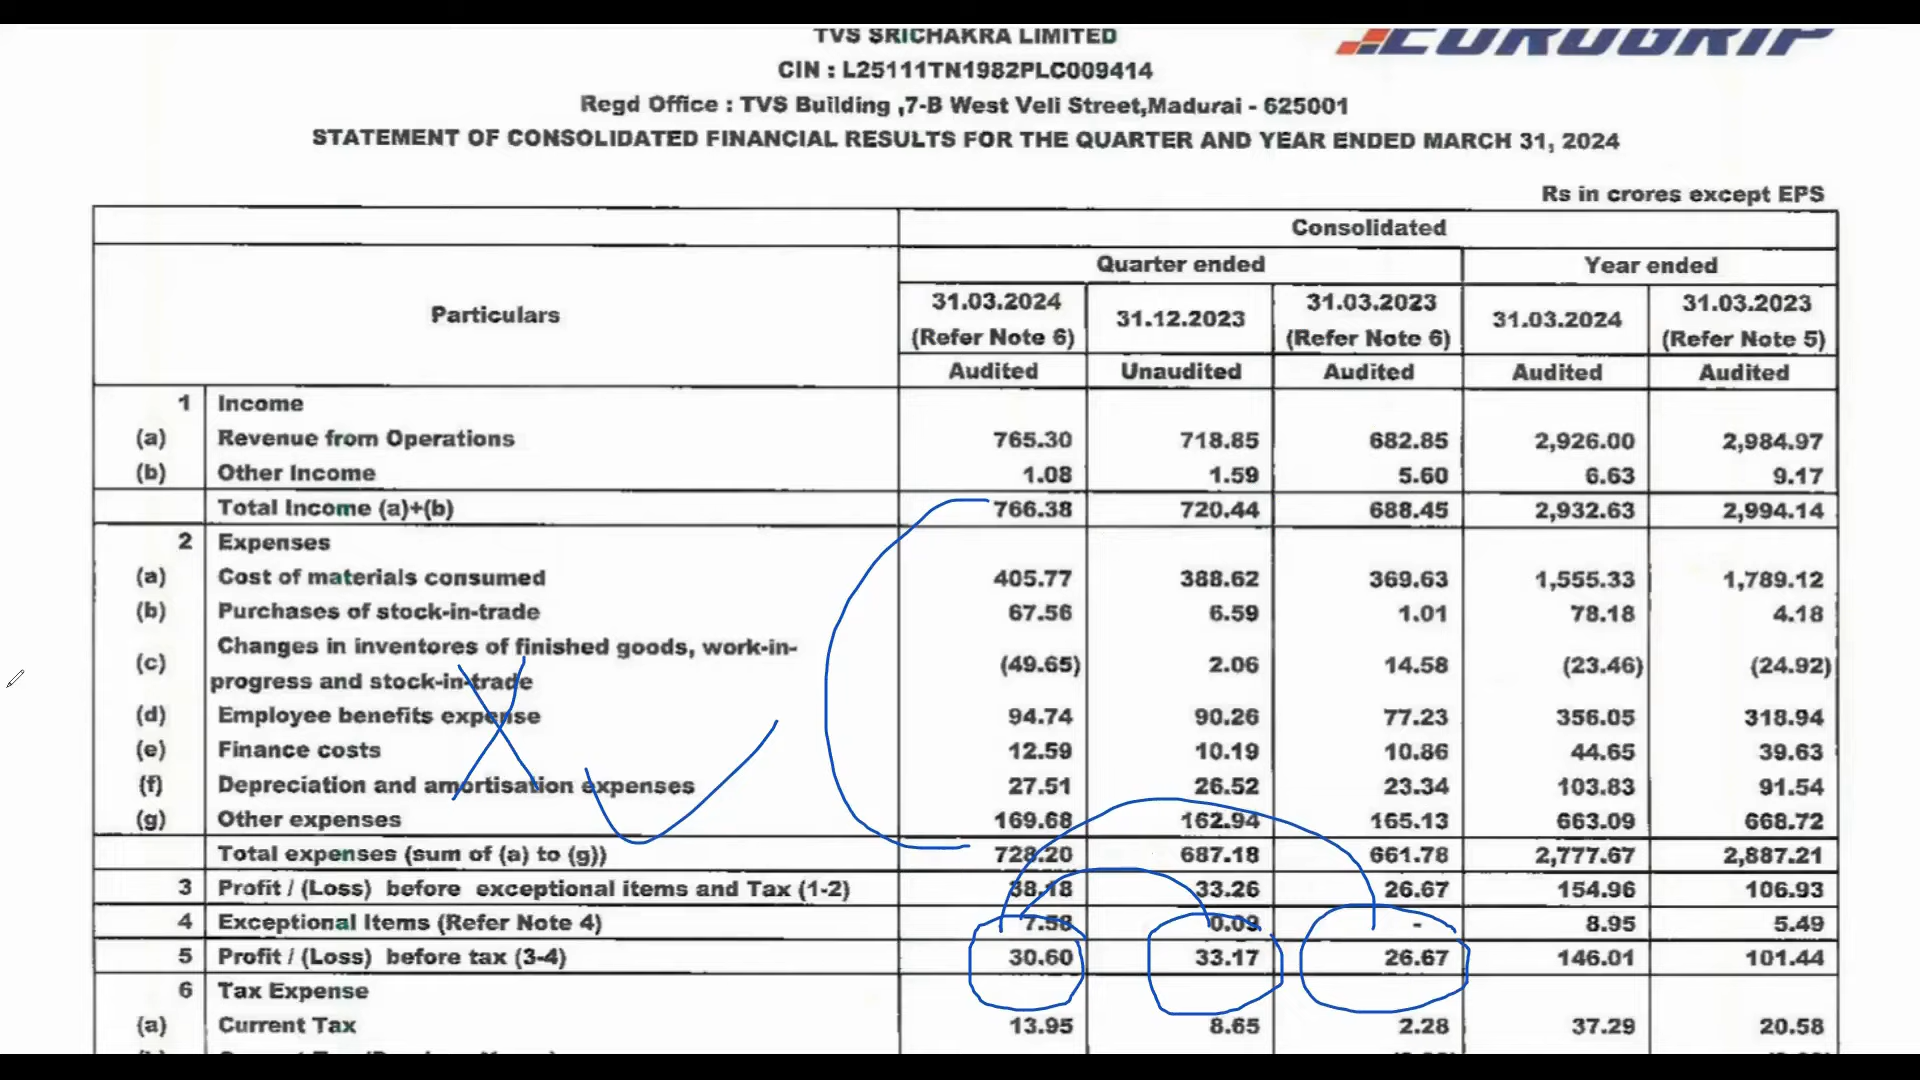 TVS SRICHAKRA LIMITED
EUROGRIP
CIN : L25111TN1982PLC009414
Regd Office : TVS Building ,7-B West Veli Street,Madurai - 625001
STATEMENT OF CONSOLIDATED FINANCIAL RESULTS FOR THE QUARTER AND YEAR ENDED MARCH 31, 2024
Rs in crores except EPS
Consolidated
Quarter ended Year ended
Particulars 31.03.2024 (Refer Note 6) 31.12.2023 31.03.2023 (Refer Note 6) 31.03.2024 31.03.2023 (Refer Note 5)
Audited Unaudited Audited Audited Audited
1 Income
(a) Revenue from Operations 765.30 718.85 682.85 2,926.00 2,984.97
(b) Other Income 1.08 1.59 5.60 6.63 9.17
Total Income (a)+(b) 766.38 720.44 688.45 2,932.63 2,994.14
2 Expenses
(a) Cost of materials consumed 405.77 388.62 369.63 1,555.33 1,789.12
(b) Purchases of stock-in-trade 67.56 6.59 1.01 78.18 4.18
(c) Changes in inventores of finished goods, work-in-
progress and stock-in-trade (49.65) 2.06 14.58 (23.46) (24.92)
(d) Employee benefits expense 94.74 90.26 77.23 356.05 318.94
(e) Finance costs 12.59 10.19 10.86 44.65 39.63
(f) Depreciation and amortisation expenses 27.51 26.52 23.34 103.83 91.54
(g) Other expenses 169.68 162.94 165.13 663.09 668.72
Total expenses (sum of (a) to (g)) 728.20 687.18 661.78 2,777.67 2,887.21
3 Profit / (Loss) before exceptional items and Tax (1-2) 38.18 33.26 26.67 154.96 106.93
4 Exceptional Items (Refer Note 4) 7.58 0.09 - 8.95 5.49
5 Profit / (Loss) before tax (3-4) 30.60 33.17 26.67 146.01 101.44
6 Tax Expense
(a) Current Tax 13.95 8.65 2.28 37.29 20.58